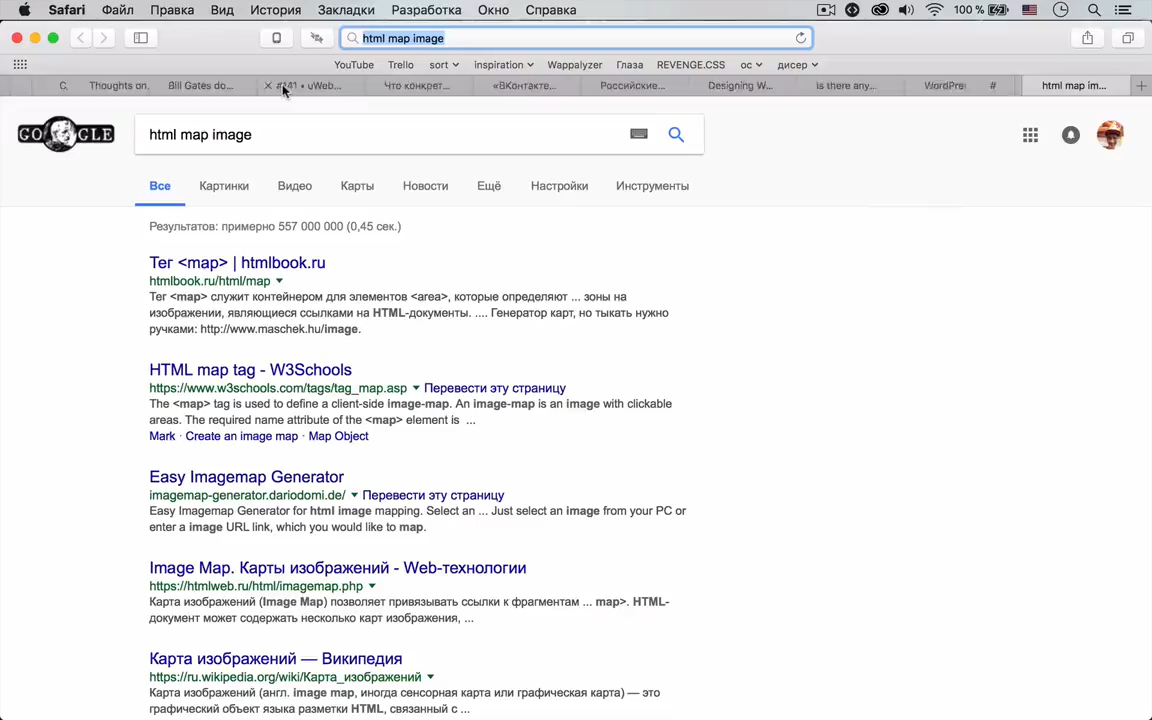 Safari Файл Правка Вид История Закладки Разработка Окно Справка 100 %
html map image
YouTube Trello sort inspiration Wappalyzer Глаза REVENGE.CSS ос дисер
C, Thoughts on. Bill Gates do... #141 • uWeb... Что конкрет... «ВКонтакте... Российские... Designing W... Is there any... WordPre # html map im...
GOOGLE html map image
Все Картинки Видео Карты Новости Ещё Настройки Инструменты
Результатов: примерно 557 000 000 (0,45 сек.)
Тег <map> | htmlbook.ru
htmlbook.ru/html/map
Тег <map> служит контейнером для элементов <area>, которые определяют ... зоны на
изображении, являющиеся ссылками на HTML-документы. .... Генератор карт, но тыкать нужно
ручками: http://www.maschek.hu/image.
HTML map tag - W3Schools
https://www.w3schools.com/tags/tag_map.asp Перевести эту страницу
The <map> tag is used to define a client-side image-map. An image-map is an image with clickable
areas. The required name attribute of the <map> element is ...
Mark · Create an image map · Map Object
Easy Imagemap Generator
imagemap-generator.dariodomi.de/ Перевести эту страницу
Easy Imagemap Generator for html image mapping. Select an ... Just select an image from your PC or
enter a image URL link, which you would like to map.
Image Map. Карты изображений - Web-технологии
https://htmlweb.ru/html/imagemap.php
Карта изображений (Image Map) позволяет привязывать ссылки к фрагментам ... map>. HTML-
документ может содержать несколько карт изображения, ...
Карта изображений — Википедия
https://ru.wikipedia.org/wiki/Карта_изображений
Карта изображений (англ. image map, иногда сенсорная карта или графическая карта) — это
графический объект языка разметки HTML, связанный с ...